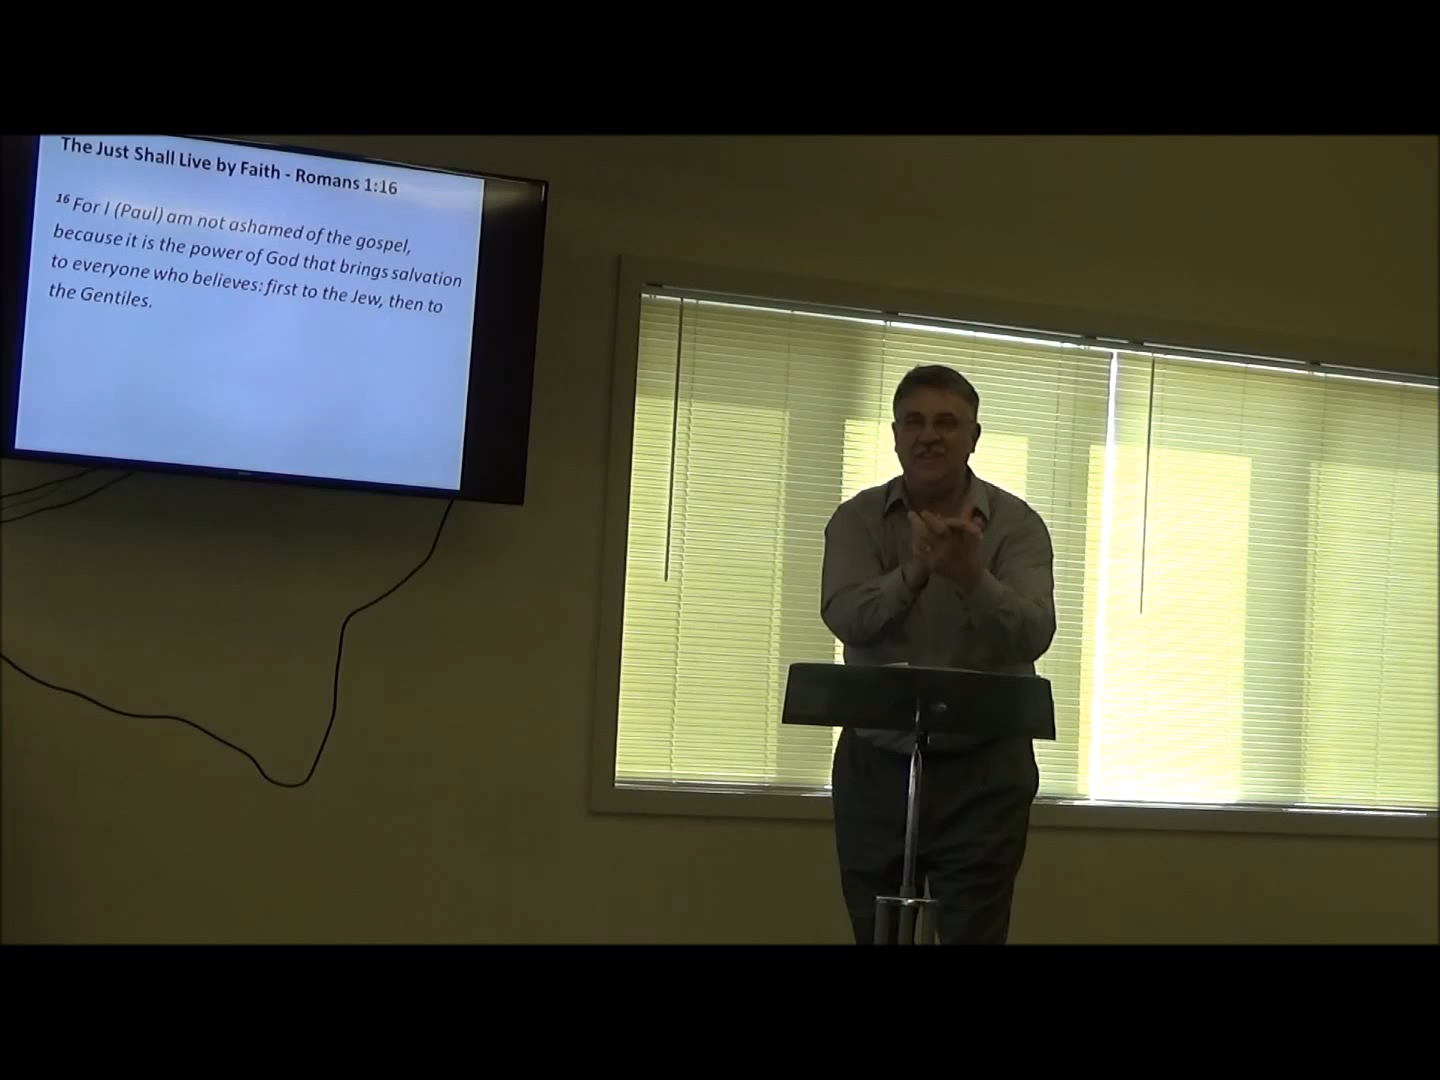 The Just Shall Live by Faith - Romans 1:16
16 For I (Paul) am not ashamed of the gospel,
because it is the power of God that brings salvation
to everyone who believes: first to the Jew, then to
the Gentiles.